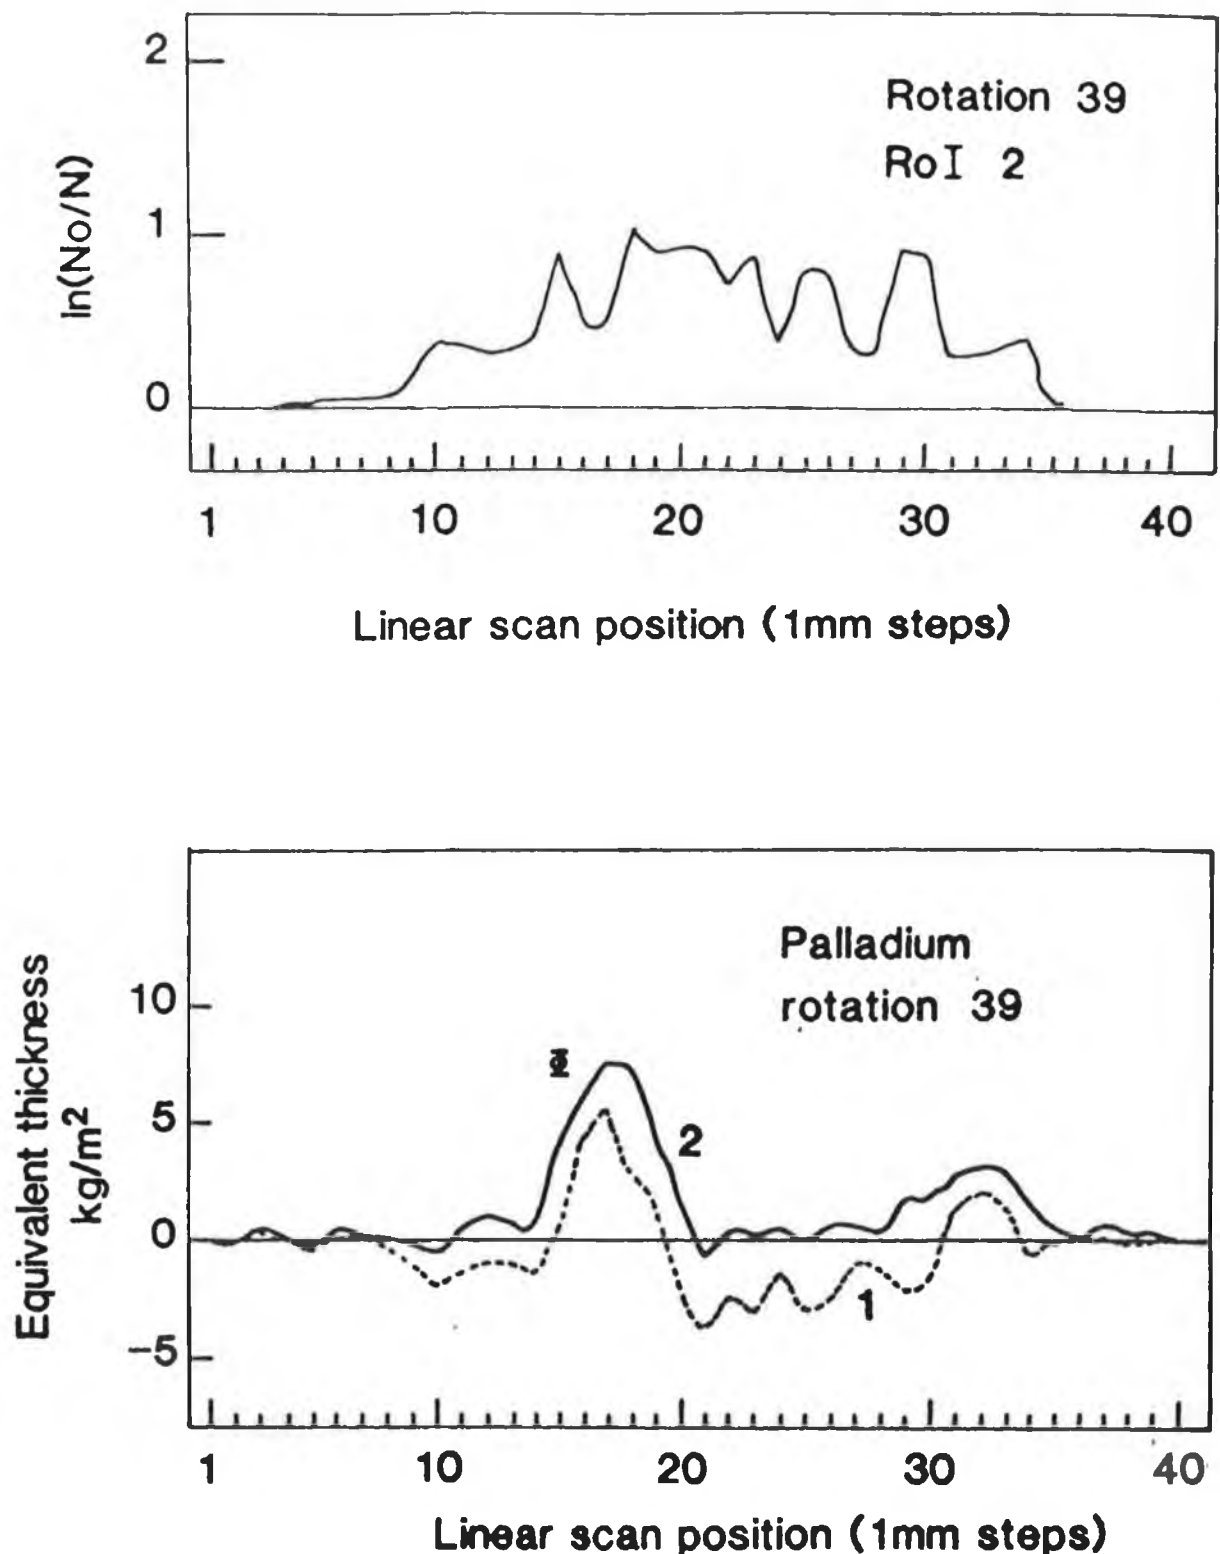 2
Rotation 39
RoI 2
1
ln(No/N)
0
1 10 20 30 40
Linear scan position (1mm steps)
Palladium
rotation 39
10
5
0
-5
Equivalent thickness
kg/m²
2
1
1 10 20 30 40
Linear scan position (1mm steps)